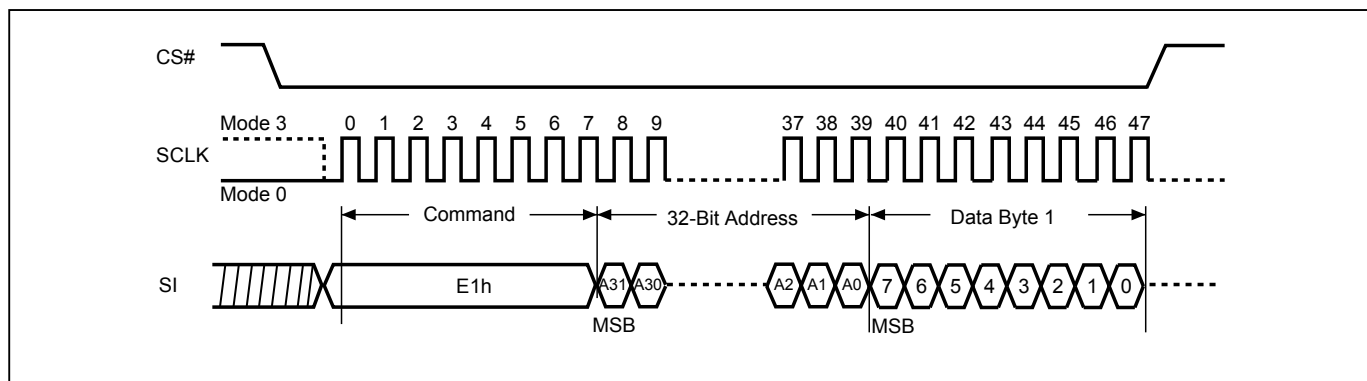 CS#
Mode 3
0 1 2 3 4 5 6 7 8 9 37 38 39 40 41 42 43 44 45 46 47
SCLK
Mode 0
Command 32-Bit Address Data Byte 1
SI E1h A31 A30 A2 A1 A0 7 6 5 4 3 2 1 0
MSB MSB